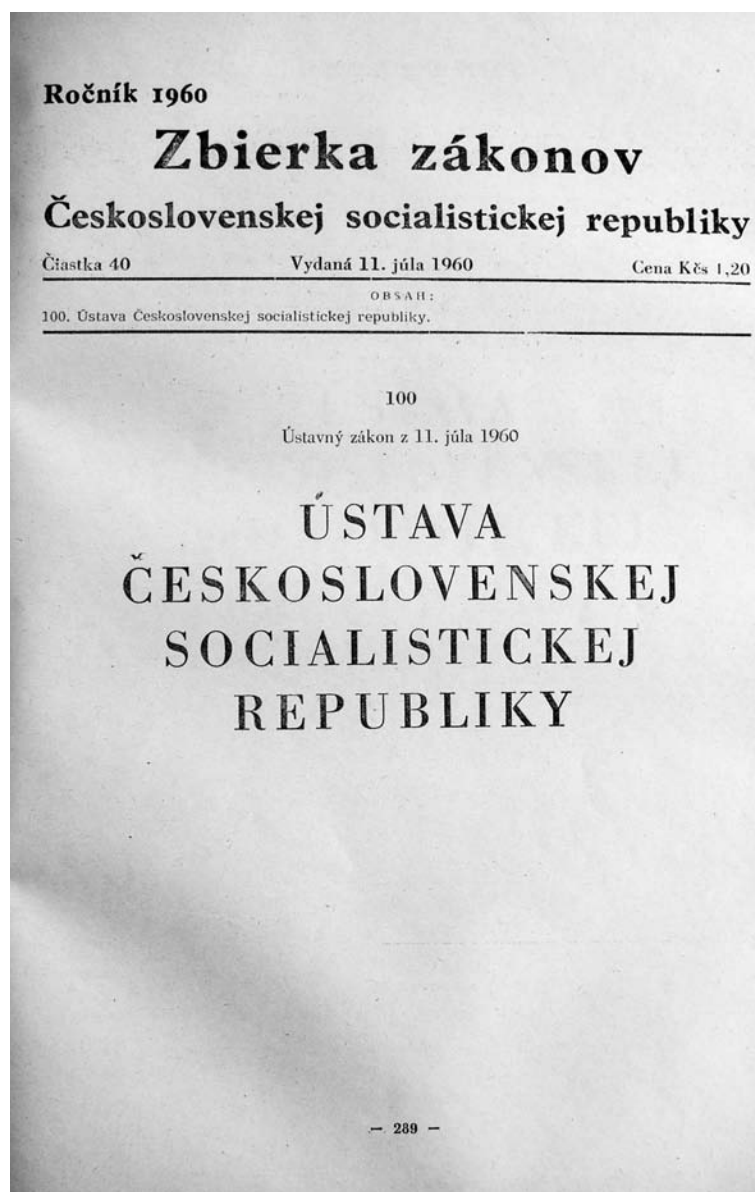 Ročník 1960
Zbierka zákonov
Československej socialistickej republiky
Čiastka 40 Vydaná 11. júla 1960 Cena Kčs 1,20
OBSAH:
100. Ústava Československej socialistickej republiky.
100
Ústavný zákon z 11. júla 1960
ÚSTAVA
ČESKOSLOVENSKEJ
SOCIALISTICKEJ
REPUBLIKY
— 289 —